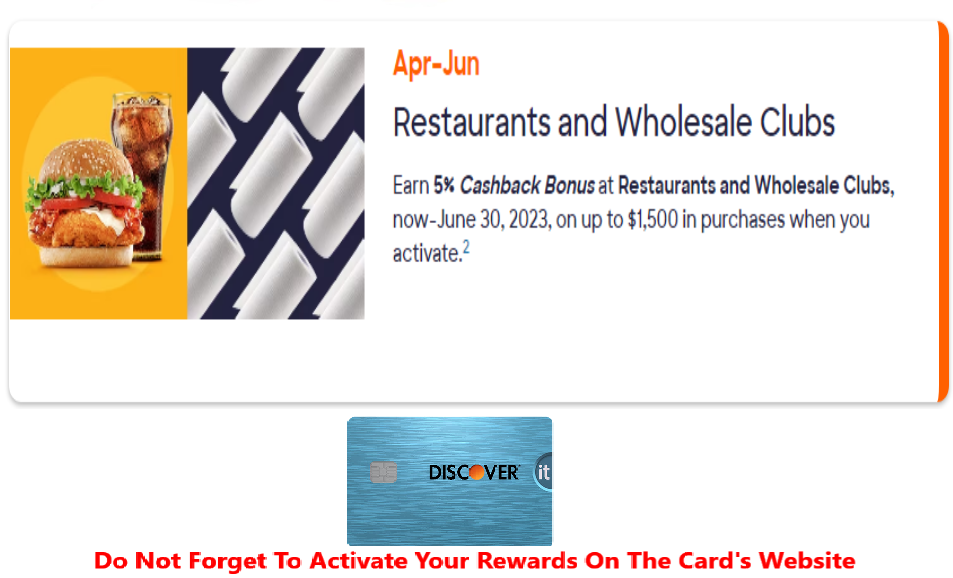 Apr-Jun
Restaurants and Wholesale Clubs
Earn 5% Cashback Bonus at Restaurants and Wholesale Clubs,
now-June 30, 2023, on up to $1,500 in purchases when you
activate.2
DISCOVER it
Do Not Forget To Activate Your Rewards On The Card's Website